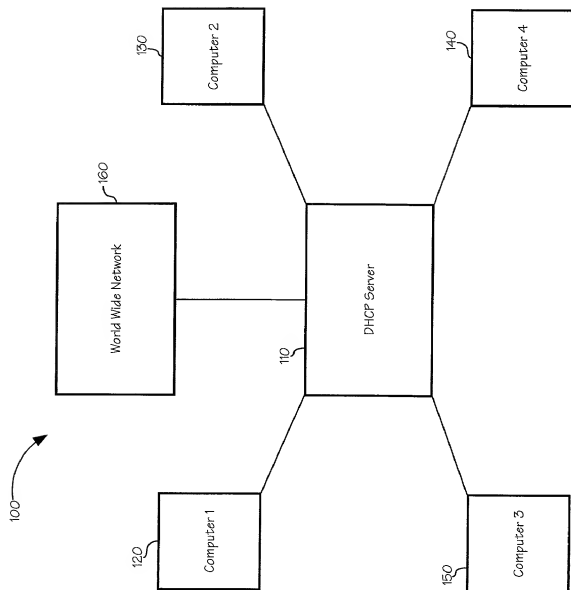 100
World Wide Network
160
Computer 1
120
Computer 2
130
DHCP Server
110
Computer 3
150
Computer 4
140